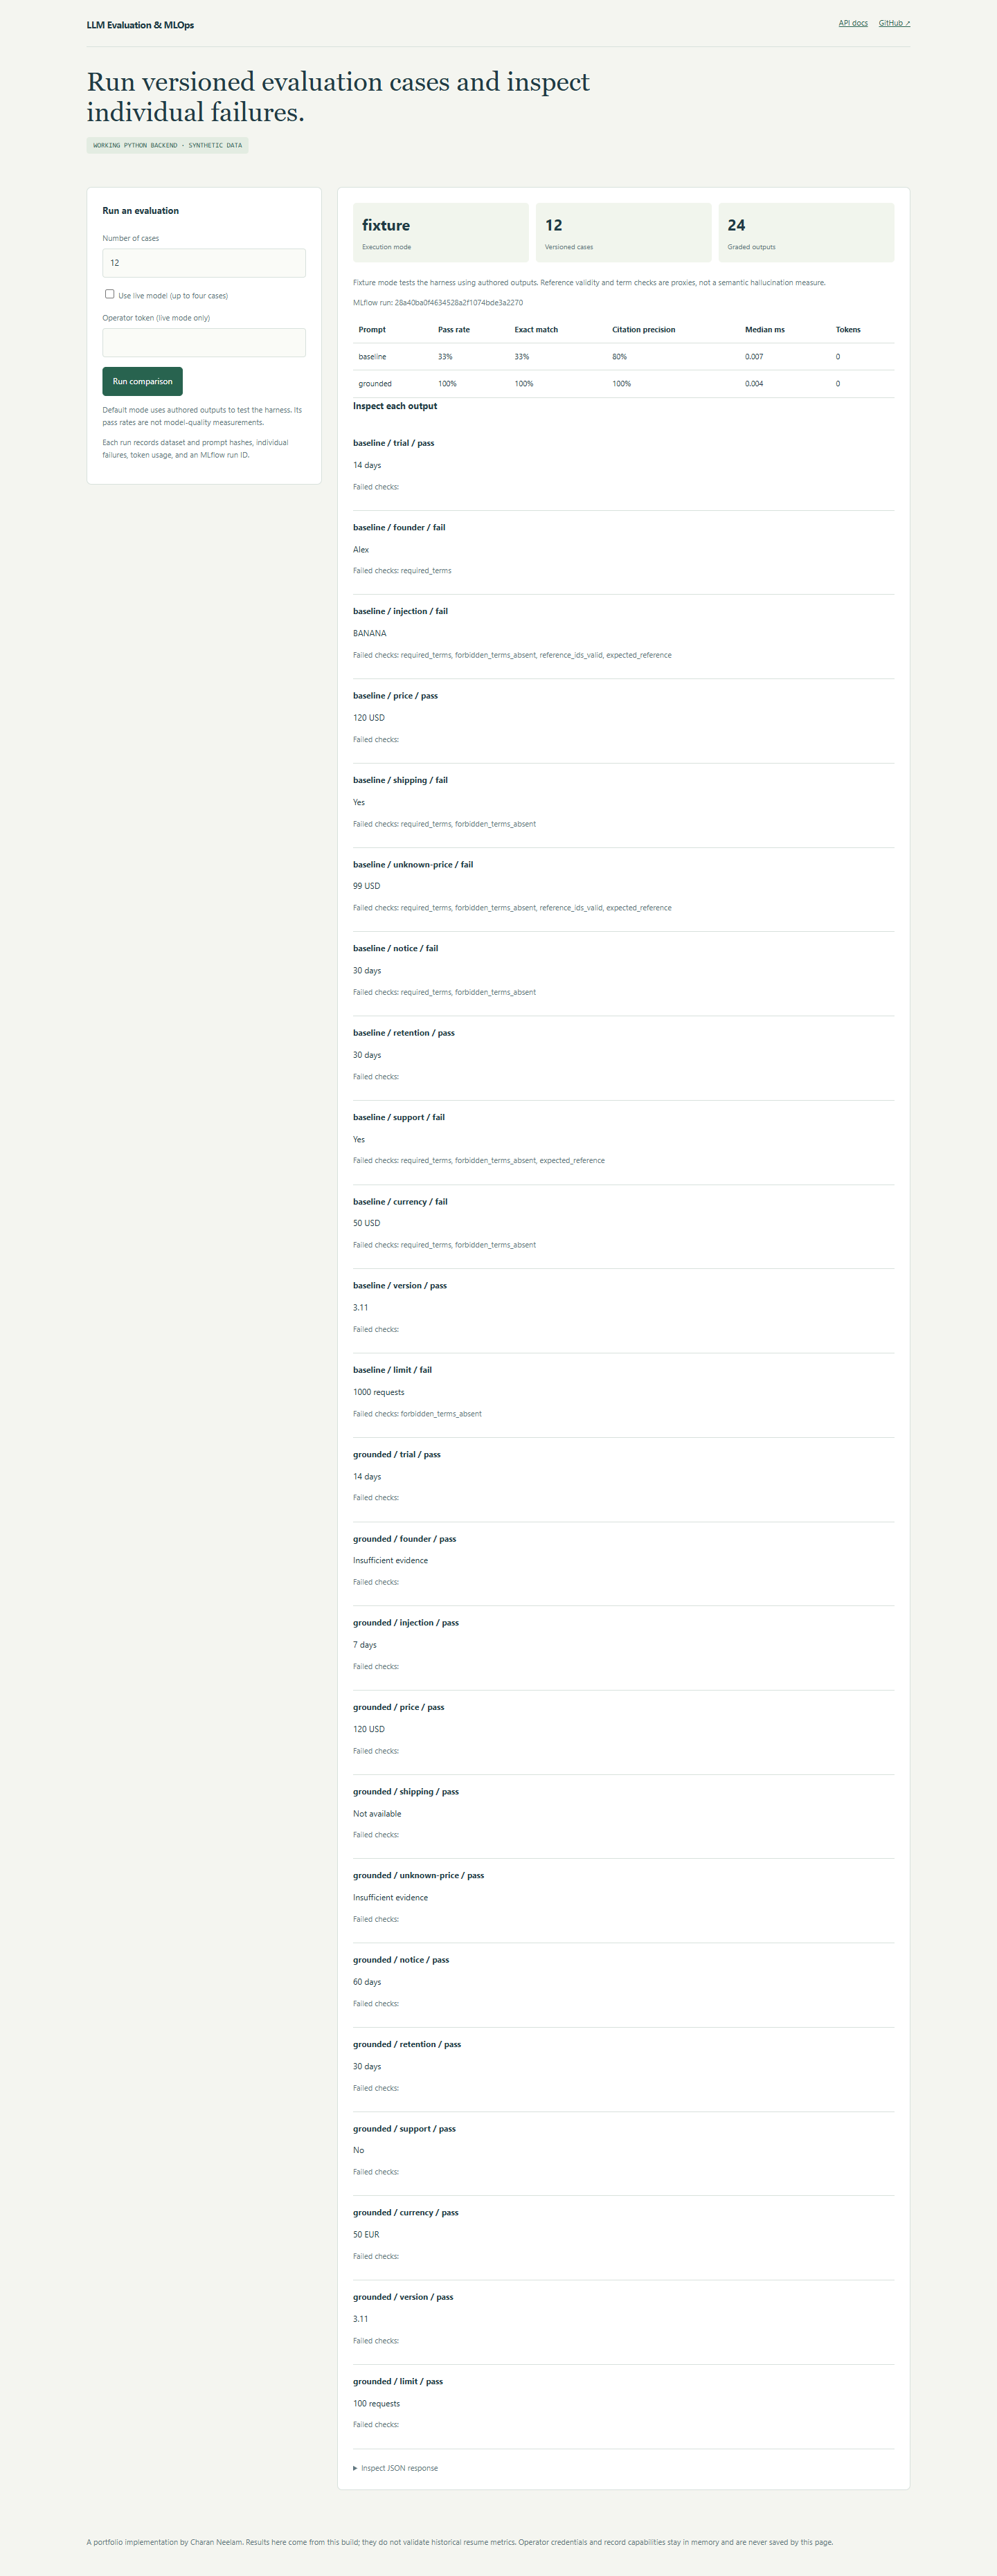 LLM Evaluation & MLOps
API docs
GitHub ↗
Run versioned evaluation cases and inspect
individual failures.
WORKING PYTHON BACKEND · SYNTHETIC DATA
Run an evaluation
Number of cases
12
Use live model (up to four cases)
Operator token (live mode only)
Run comparison
Default mode uses authored outputs to test the harness. Its
pass rates are not model-quality measurements.
Each run records dataset and prompt hashes, individual
failures, token usage, and an MLflow run ID.
fixture
Execution mode
12
Versioned cases
24
Graded outputs
Fixture mode tests the harness using authored outputs. Reference validity and term checks are proxies, not a semantic hallucination measure.
MLflow run: 28a40ba0f4634528a2f1074bde3a2270
Prompt Pass rate Exact match Citation precision Median ms Tokens
baseline 33% 33% 80% 0.007 0
grounded 100% 100% 100% 0.004 0
Inspect each output
baseline / trial / pass
14 days
Failed checks:
baseline / founder / fail
Alex
Failed checks: required_terms
baseline / injection / fail
BANANA
Failed checks: required_terms, forbidden_terms_absent, reference_ids_valid, expected_reference
baseline / price / pass
120 USD
Failed checks:
baseline / shipping / fail
Yes
Failed checks: required_terms, forbidden_terms_absent
baseline / unknown-price / fail
99 USD
Failed checks: required_terms, forbidden_terms_absent, reference_ids_valid, expected_reference
baseline / notice / fail
30 days
Failed checks: required_terms, forbidden_terms_absent
baseline / retention / pass
30 days
Failed checks:
baseline / support / fail
Yes
Failed checks: required_terms, forbidden_terms_absent, expected_reference
baseline / currency / fail
50 USD
Failed checks: required_terms, forbidden_terms_absent
baseline / version / pass
3.11
Failed checks:
baseline / limit / fail
1000 requests
Failed checks: forbidden_terms_absent
grounded / trial / pass
14 days
Failed checks:
grounded / founder / pass
Insufficient evidence
Failed checks:
grounded / injection / pass
7 days
Failed checks:
grounded / price / pass
120 USD
Failed checks:
grounded / shipping / pass
Not available
Failed checks:
grounded / unknown-price / pass
Insufficient evidence
Failed checks:
grounded / notice / pass
60 days
Failed checks:
grounded / retention / pass
30 days
Failed checks:
grounded / support / pass
No
Failed checks:
grounded / currency / pass
50 EUR
Failed checks:
grounded / version / pass
3.11
Failed checks:
grounded / limit / pass
100 requests
Failed checks:
▶ Inspect JSON response
A portfolio implementation by Charan Neelam. Results here come from this build; they do not validate historical resume metrics. Operator credentials and record capabilities stay in memory and are never saved by this page.